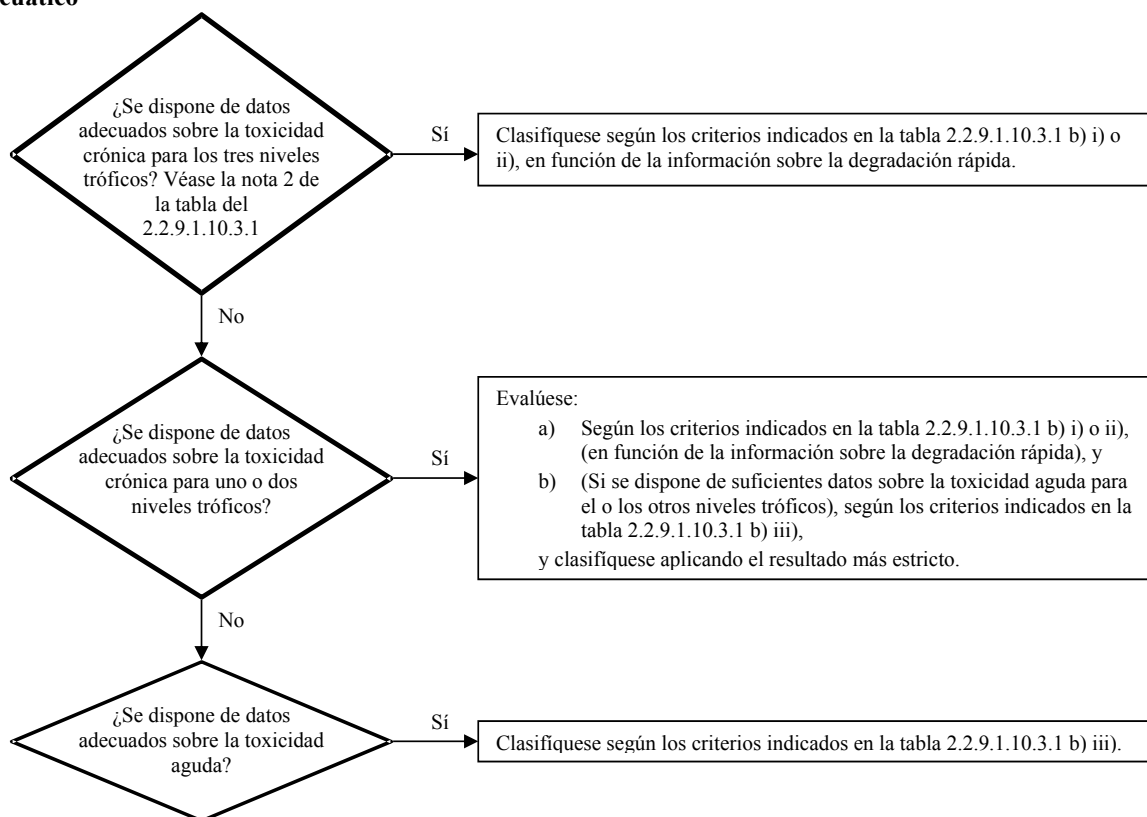 ¿Se dispone de datos
adecuados sobre la toxicidad
crónica para los tres niveles
tróficos? Véase la nota 2 de
la tabla del
2.2.9.1.10.3.1
Sí
Clasifíquese según los criterios indicados en la tabla 2.2.9.1.10.3.1 b) i) o
ii), en función de la información sobre la degradación rápida.
No
¿Se dispone de datos
adecuados sobre la toxicidad
crónica para uno o dos
niveles tróficos?
Sí
Evalúese:
a) Según los criterios indicados en la tabla 2.2.9.1.10.3.1 b) i) o ii),
(en función de la información sobre la degradación rápida), y
b) (Si se dispone de suficientes datos sobre la toxicidad aguda para
el o los otros niveles tróficos), según los criterios indicados en la
tabla 2.2.9.1.10.3.1 b) iii),
y clasifíquese aplicando el resultado más estricto.
No
¿Se dispone de datos
adecuados sobre la toxicidad
aguda?
Sí
Clasifíquese según los criterios indicados en la tabla 2.2.9.1.10.3.1 b) iii).